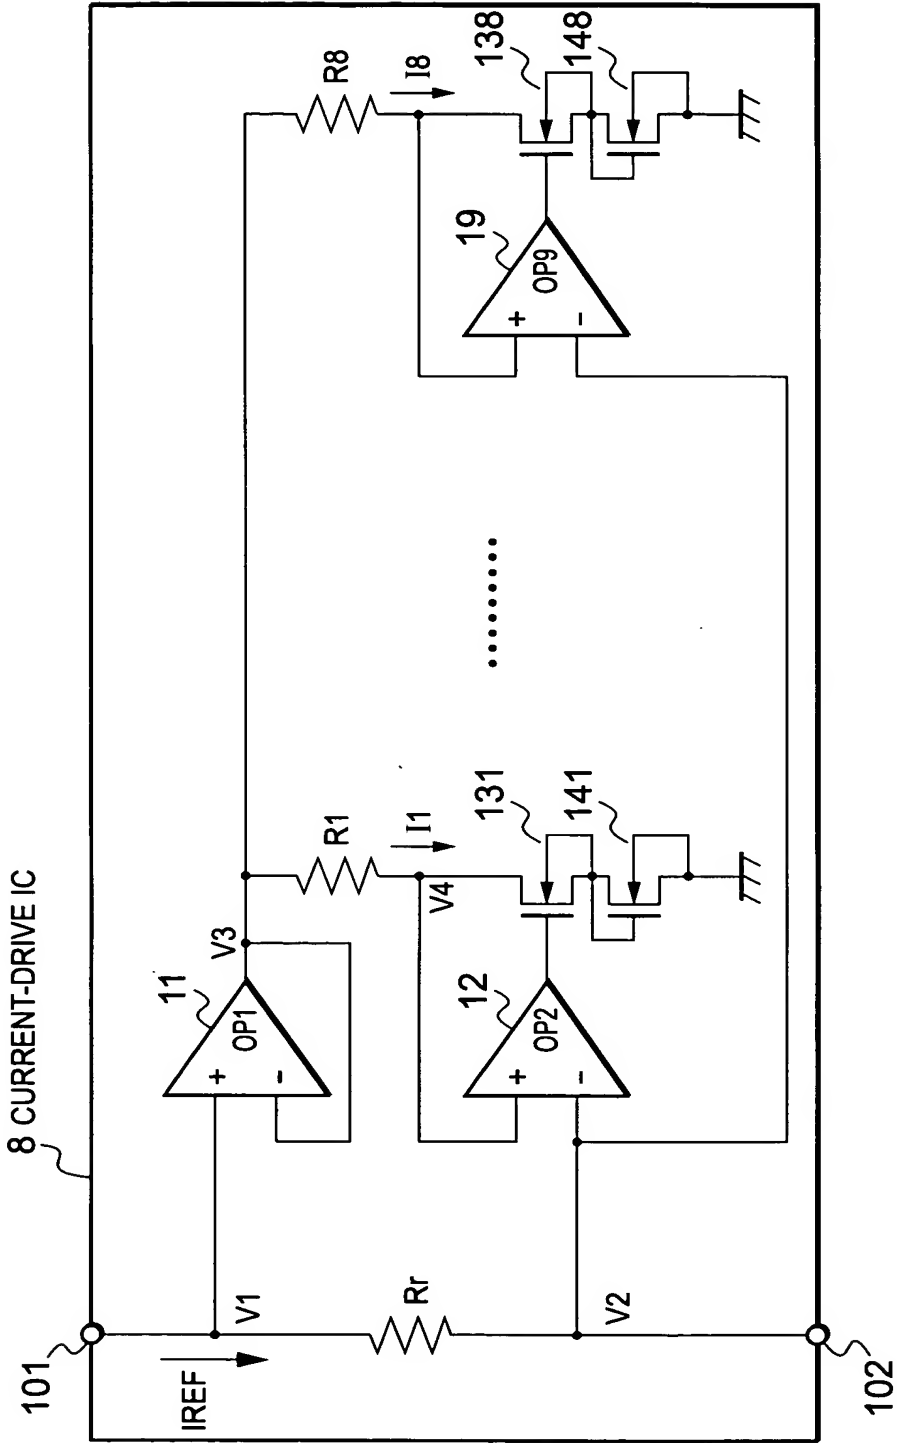 8 CURRENT-DRIVE IC
101
IREF
V1
Rr
V2
102
11
OP1
+
-
V3
R1
I1
V4
12
OP2
+
-
131
141
........
R8
I8
19
OP9
+
-
138
148